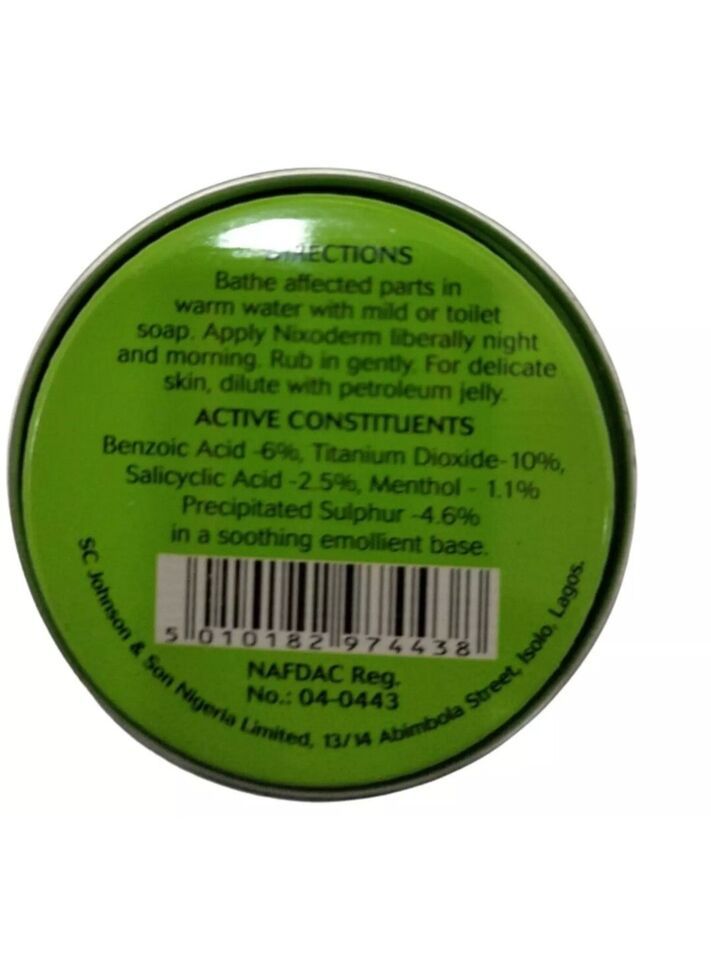 DIRECTIONS
Bathe affected parts in
warm water with mild or toilet
soap. Apply Nixoderm liberally night
and morning. Rub in gently. For delicate
skin, dilute with petroleum jelly.
ACTIVE CONSTITUENTS
Benzoic Acid -6%, Titanium Dioxide-10%,
Salicyclic Acid -2.5%, Menthol - 1.1%
Precipitated Sulphur -4.6%
in a soothing emollient base.
5 010182 974438
NAFDAC Reg.
No.: 04-0443
SC Johnson & Son Nigeria Limited, 13/14 Abimbola Street, Isolo, Lagos.